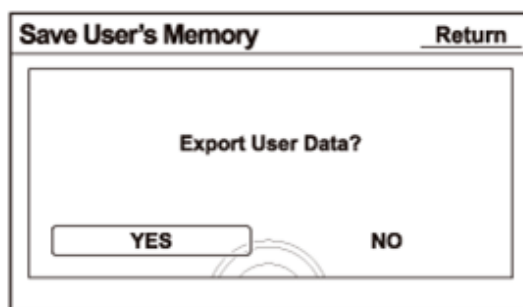 Save User's Memory Return
Export User Data?
YES NO